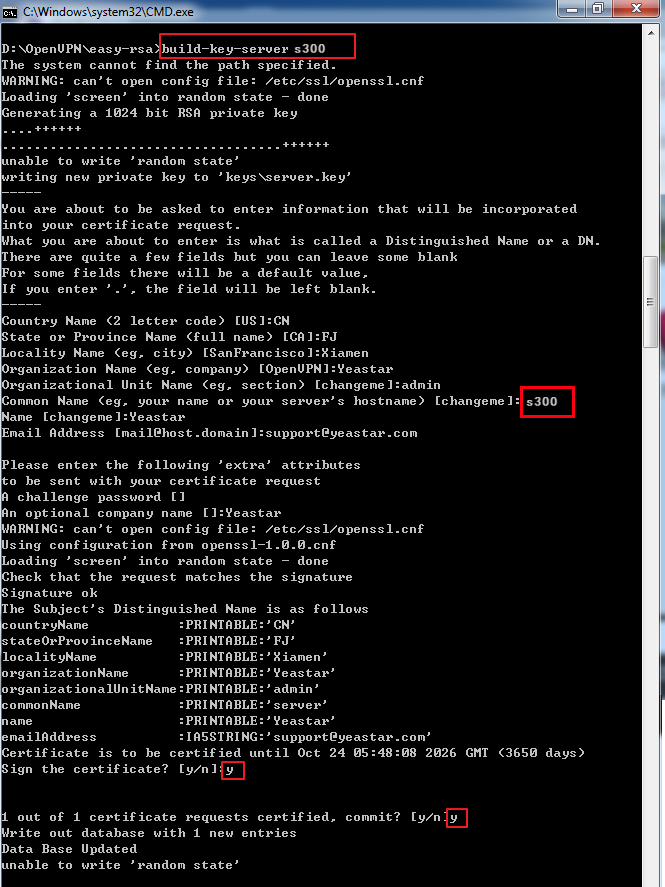 C:\Windows\system32\CMD.exe
D:\OpenVPN\easy-rsa>build-key-server s300
The system cannot find the path specified.
WARNING: can't open config file: /etc/ssl/openssl.cnf
Loading 'screen' into random state - done
Generating a 1024 bit RSA private key
....++++++
...................................++++++
unable to write 'random state'
writing new private key to 'keys\server.key'
-----
You are about to be asked to enter information that will be incorporated
into your certificate request.
What you are about to enter is what is called a Distinguished Name or a DN.
There are quite a few fields but you can leave some blank
For some fields there will be a default value,
If you enter '.', the field will be left blank.
-----
Country Name (2 letter code) [US]:CN
State or Province Name (full name) [CA]:FJ
Locality Name (eg, city) [SanFrancisco]:Xiamen
Organization Name (eg, company) [OpenVPN]:Yeastar
Organizational Unit Name (eg, section) [changeme]:admin
Common Name (eg, your name or your server's hostname) [changeme]: s300
Name [changeme]:Yeastar
Email Address [mail@host.domain]:support@yeastar.com
Please enter the following 'extra' attributes
to be sent with your certificate request
A challenge password []
An optional company name []:Yeastar
WARNING: can't open config file: /etc/ssl/openssl.cnf
Using configuration from openssl-1.0.0.cnf
Loading 'screen' into random state - done
Check that the request matches the signature
Signature ok
The Subject's Distinguished Name is as follows
countryName           :PRINTABLE:'CN'
stateOrProvinceName   :PRINTABLE:'FJ'
localityName          :PRINTABLE:'Xiamen'
organizationName      :PRINTABLE:'Yeastar'
organizationalUnitName:PRINTABLE:'admin'
commonName            :PRINTABLE:'server'
name                  :PRINTABLE:'Yeastar'
emailAddress          :IA5STRING:'support@yeastar.com'
Certificate is to be certified until Oct 24 05:48:08 2026 GMT (3650 days)
Sign the certificate? [y/n]:y
1 out of 1 certificate requests certified, commit? [y/n]y
Write out database with 1 new entries
Data Base Updated
unable to write 'random state'